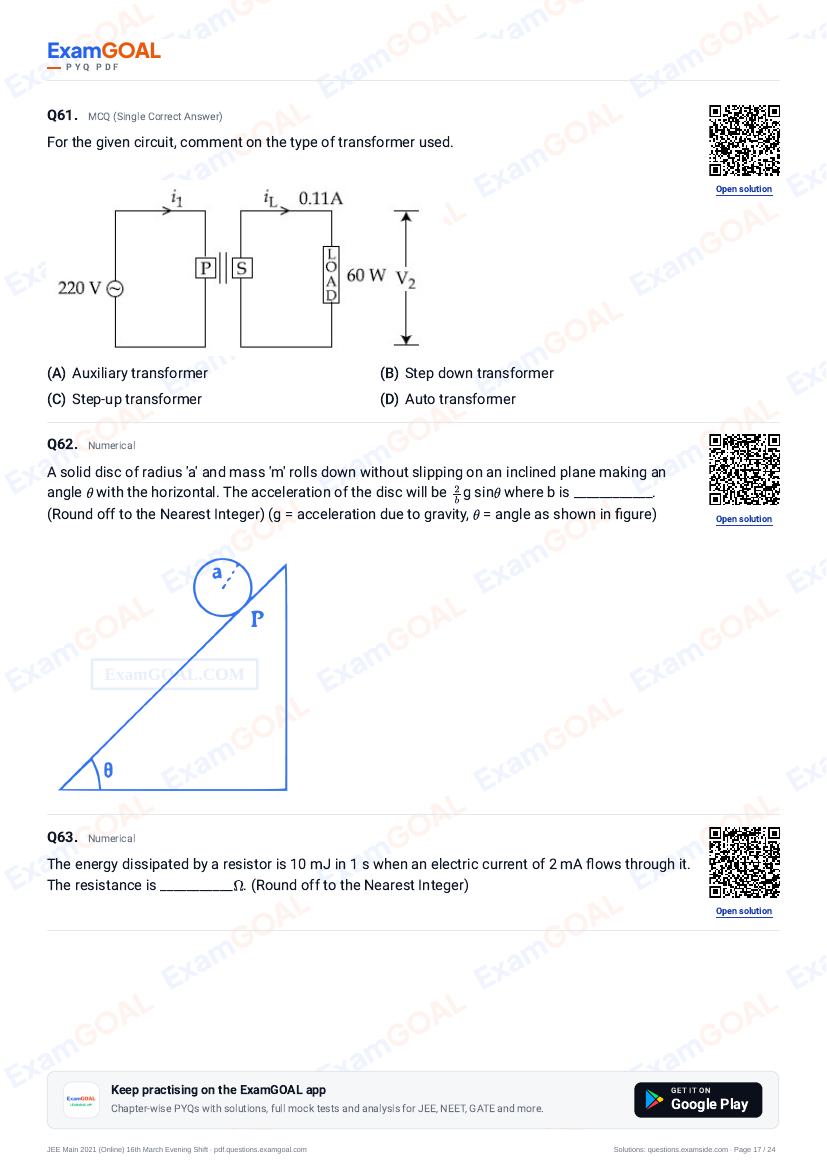 ExamGOAL
PYQ PDF
Q61. MCQ (Single Correct Answer)
For the given circuit, comment on the type of transformer used.
Open solution
i1 iL 0.11A
P S LOAD 60 W V2
220 V
(A) Auxiliary transformer (B) Step down transformer
(C) Step-up transformer (D) Auto transformer
Q62. Numerical
A solid disc of radius 'a' and mass 'm' rolls down without slipping on an inclined plane making an
angle θ with the horizontal. The acceleration of the disc will be 2/b g sinθ where b is ___________.
(Round off to the Nearest Integer) (g = acceleration due to gravity, θ = angle as shown in figure)
Open solution
a
P
ExamGOAL.COM
θ
Q63. Numerical
The energy dissipated by a resistor is 10 mJ in 1 s when an electric current of 2 mA flows through it.
The resistance is __________Ω. (Round off to the Nearest Integer)
Open solution
Keep practising on the ExamGOAL app
Chapter-wise PYQs with solutions, full mock tests and analysis for JEE, NEET, GATE and more.
GET IT ON
Google Play
JEE Main 2021 (Online) 16th March Evening Shift · pdf.questions.examgoal.com Solutions: questions.examside.com · Page 17 / 24